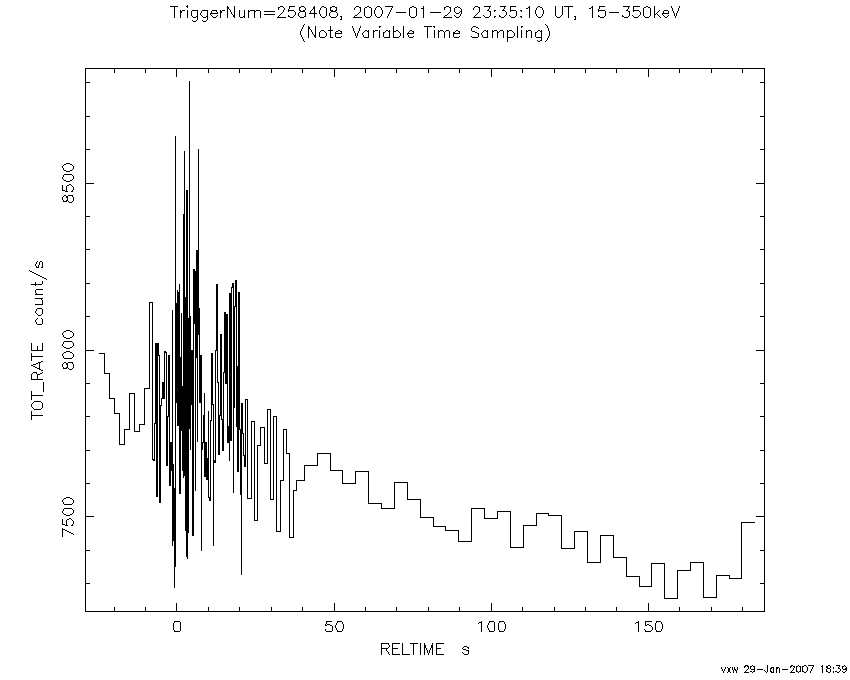 TriggerNum=258408, 2007-01-29 23:35:10 UT, 15-350keV
(Note Variable Time Sampling)
TOT_RATE count/s
8500
8000
7500
0 50 100 150
RELTIME s
vxw 29-Jan-2007 18:39